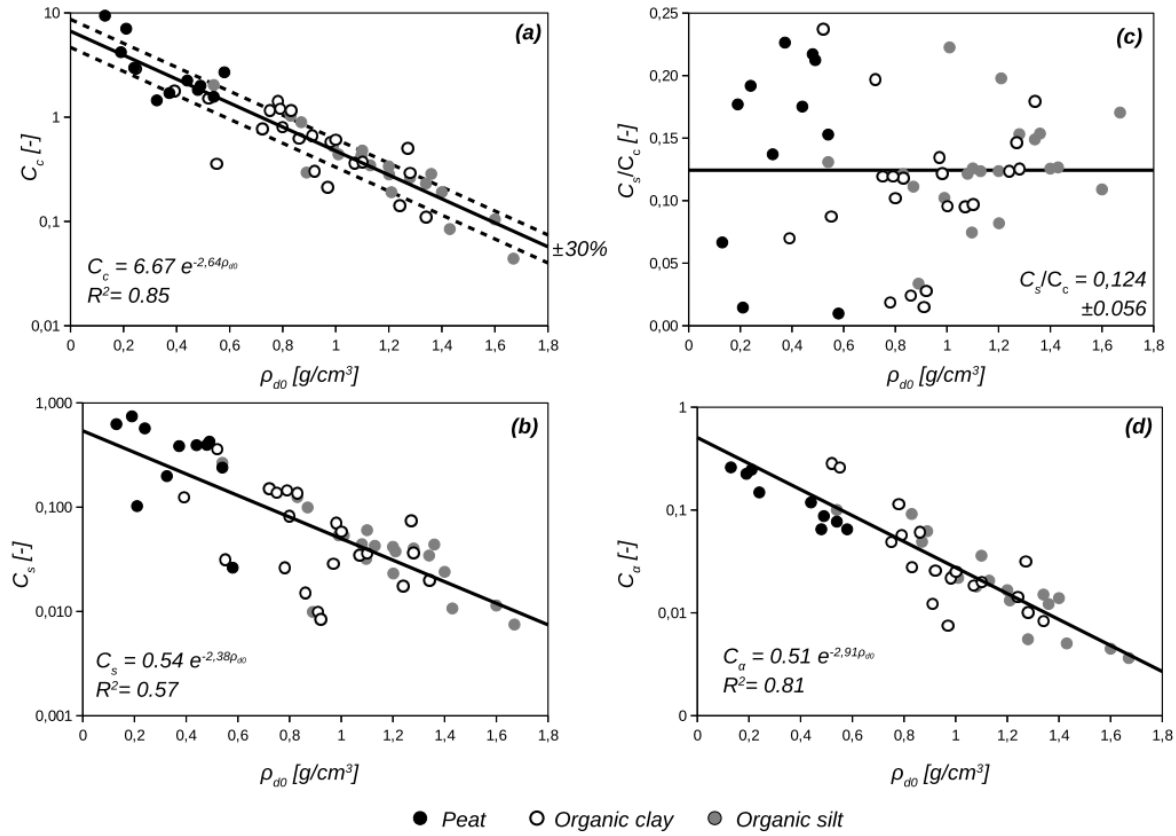 10
1
0,1
0,01
C_c [-]
(a)
±30%
C_c = 6.67 e^-2,64ρ_d0
R²= 0.85
0 0,2 0,4 0,6 0,8 1 1,2 1,4 1,6 1,8
ρ_d0 [g/cm³]
0,25
0,20
0,15
0,10
0,05
0,00
C_s/C_c [-]
(c)
C_s/C_c = 0,124
±0.056
0 0,2 0,4 0,6 0,8 1 1,2 1,4 1,6 1,8
ρ_d0 [g/cm³]
1,000
0,100
0,010
0,001
C_s [-]
(b)
C_s = 0.54 e^-2,38ρ_d0
R²= 0.57
0 0,2 0,4 0,6 0,8 1 1,2 1,4 1,6 1,8
ρ_d0 [g/cm³]
1
0,1
0,01
0
C_α [-]
(d)
C_α = 0.51 e^-2,91ρ_d0
R²= 0.81
0 0,2 0,4 0,6 0,8 1 1,2 1,4 1,6 1,8
ρ_d0 [g/cm³]
Peat Organic clay Organic silt